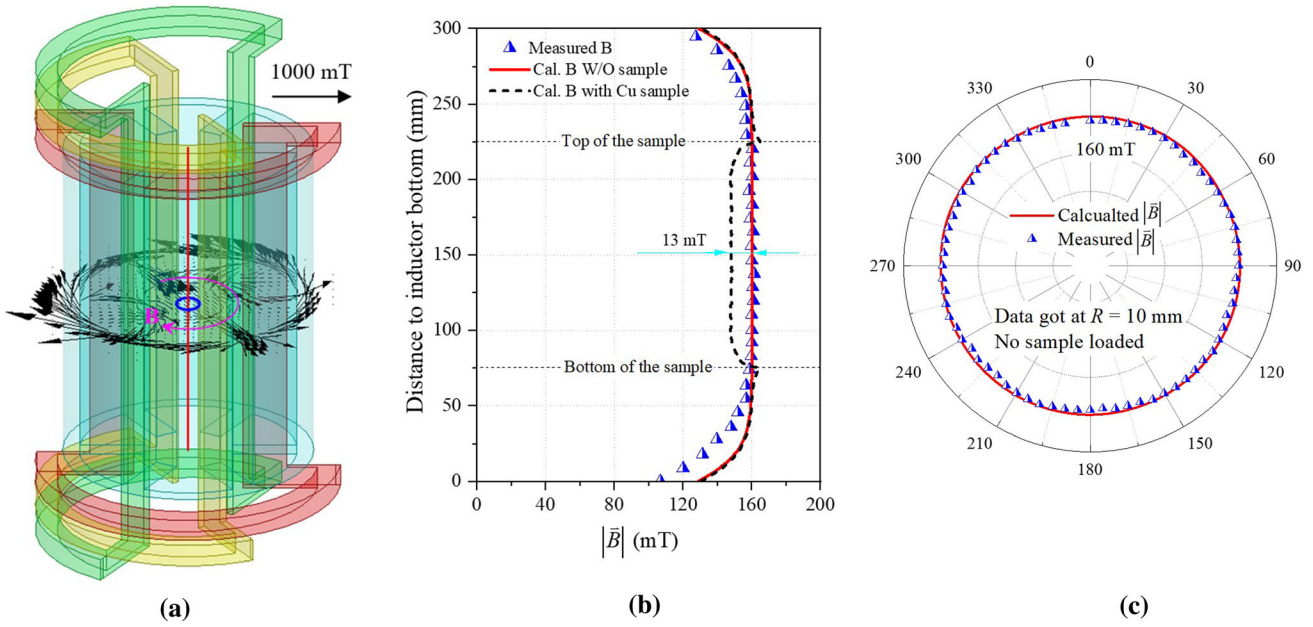 1000 mT
B
(a)
300
250
200
150
100
50
0
Distance to inductor bottom (mm)
Measured B
Cal. B W/O sample
Cal. B with Cu sample
Top of the sample
13 mT
Bottom of the sample
0 40 80 120 160 200
|B⃗| (mT)
(b)
0
330 30
160 mT
300 60
Calcualted |B⃗|
Measured |B⃗|
270 90
Data got at R = 10 mm
No sample loaded
240 120
210 150
180
(c)